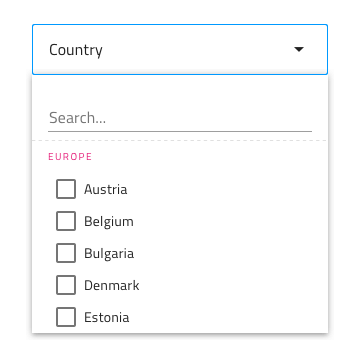 Country
Search...
EUROPE
Austria
Belgium
Bulgaria
Denmark
Estonia